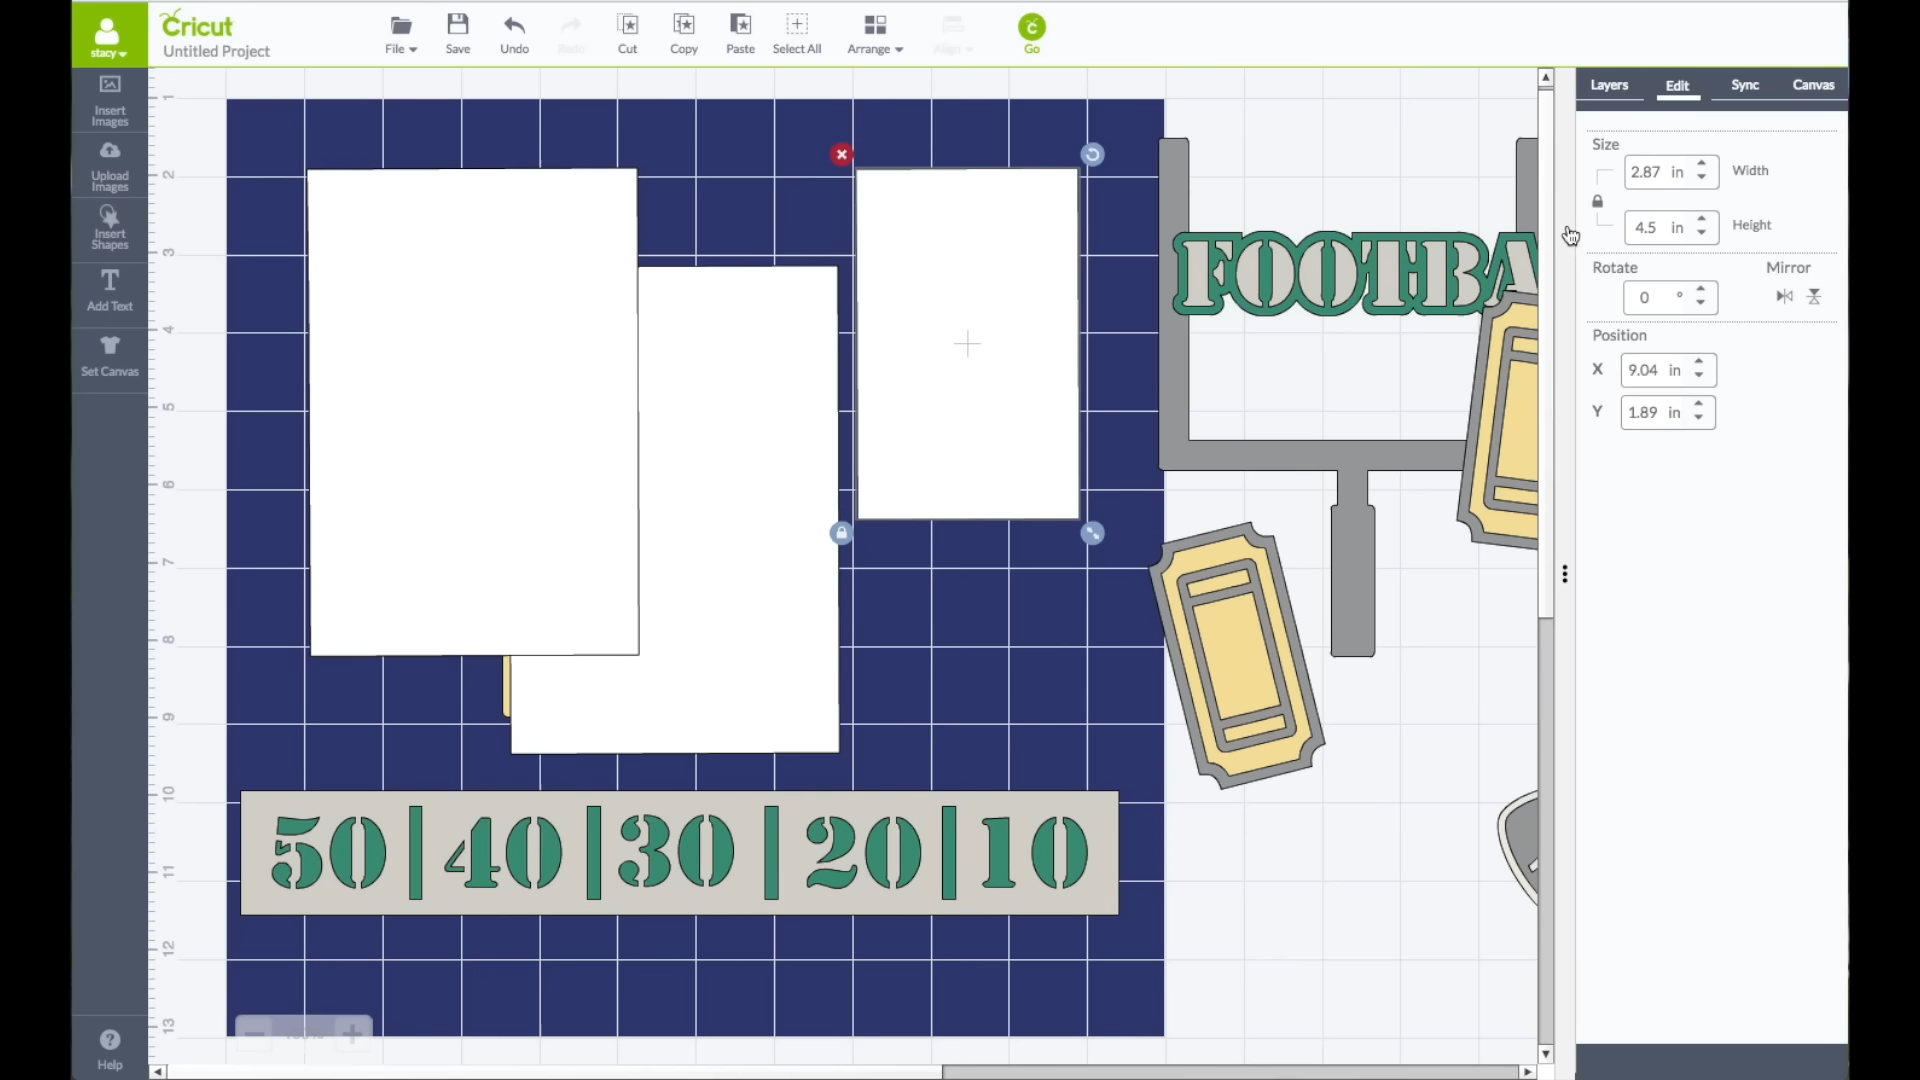 stacy
Cricut
Untitled Project
File
Save
Undo
Redo
Cut
Copy
Paste
Select All
Arrange
Align
Go
Insert
Images
Upload
Images
Insert
Shapes
Add Text
Set Canvas
Help
1
2
3
4
5
6
7
8
9
10
11
12
13
FOOTBA
50|40|30|20|10
Layers
Edit
Sync
Canvas
Size
2.87 in
Width
4.5 in
Height
Rotate
Mirror
0 °
Position
X
9.04 in
Y
1.89 in